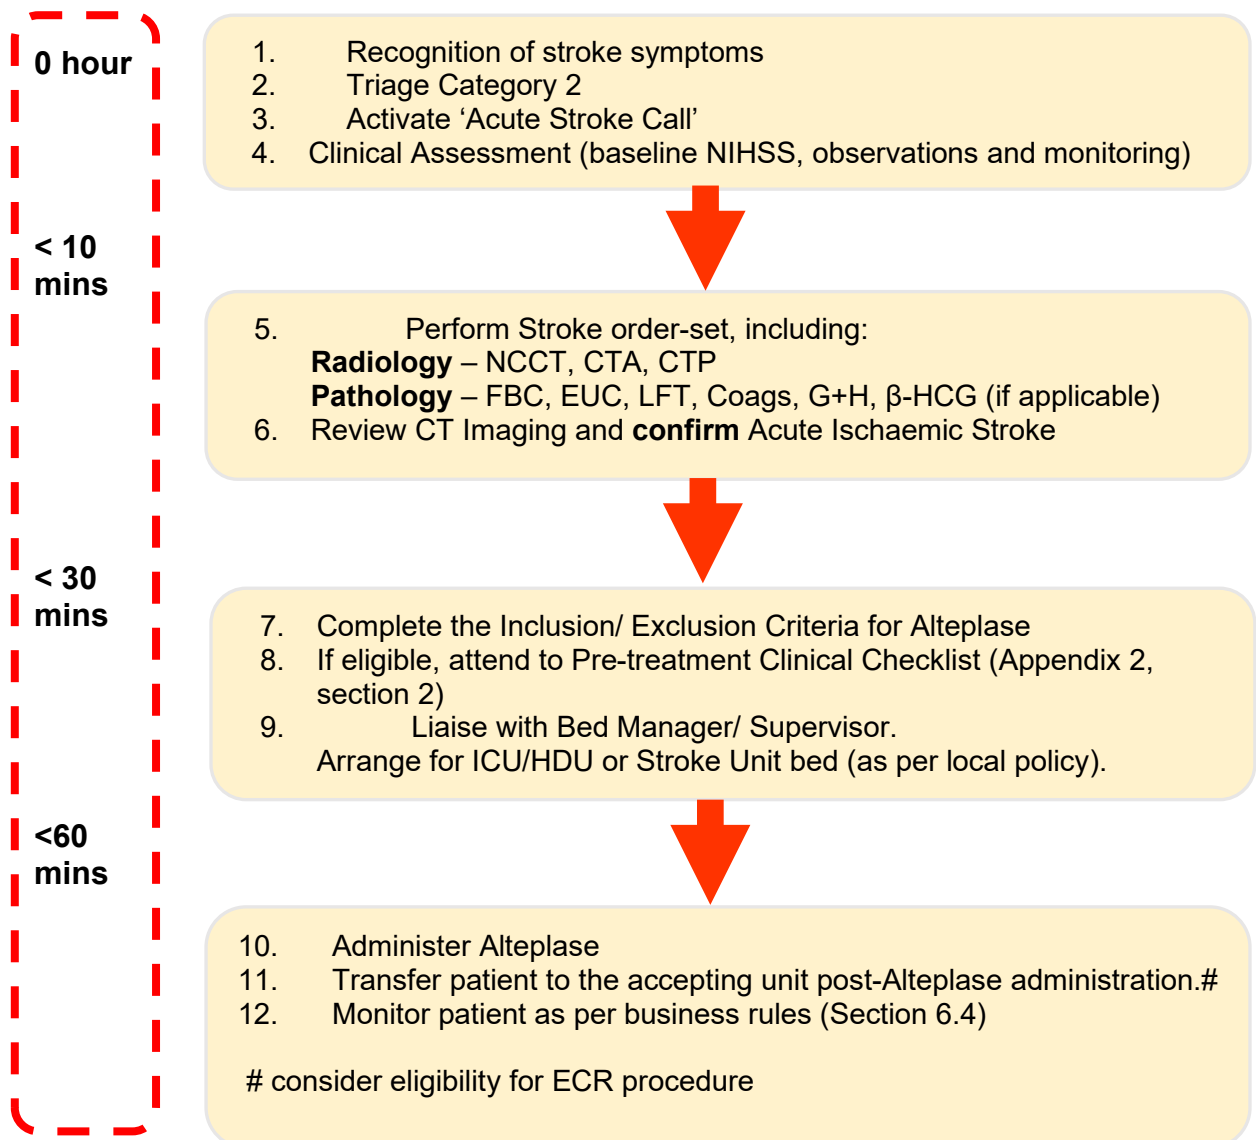 0 hour
1. Recognition of stroke symptoms
2. Triage Category 2
3. Activate ‘Acute Stroke Call’
4. Clinical Assessment (baseline NIHSS, observations and monitoring)
< 10
mins
5. Perform Stroke order-set, including:
Radiology – NCCT, CTA, CTP
Pathology – FBC, EUC, LFT, Coags, G+H, β-HCG (if applicable)
6. Review CT Imaging and confirm Acute Ischaemic Stroke
< 30
mins
7. Complete the Inclusion/ Exclusion Criteria for Alteplase
8. If eligible, attend to Pre-treatment Clinical Checklist (Appendix 2,
section 2)
9. Liaise with Bed Manager/ Supervisor.
Arrange for ICU/HDU or Stroke Unit bed (as per local policy).
<60
mins
10. Administer Alteplase
11. Transfer patient to the accepting unit post-Alteplase administration.#
12. Monitor patient as per business rules (Section 6.4)
# consider eligibility for ECR procedure